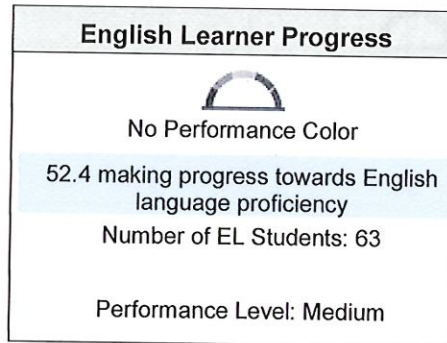 English Learner Progress
No Performance Color
52.4 making progress towards English
language proficiency
Number of EL Students: 63
Performance Level: Medium